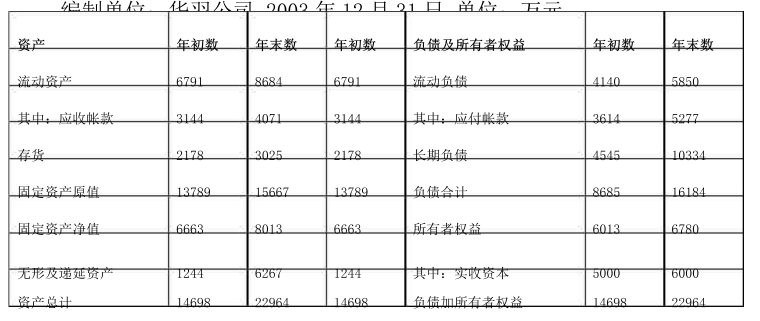 编制单位 华羽公司 2003 年 12 月 31 日 单位 万元
资产 年初数 年末数 年初数 负债及所有者权益 年初数 年末数
流动资产 6791 8684 6791 流动负债 4140 5850
其中：应收帐款 3144 4071 3144 其中：应付帐款 3614 5277
存货 2178 3025 2178 长期负债 4545 10334
固定资产原值 13789 15667 13789 负债合计 8685 16184
固定资产净值 6663 8013 6663 所有者权益 6013 6780
无形及递延资产 1244 6267 1244 其中：实收资本 5000 6000
资产总计 14698 22964 14698 负债加所有者权益 14698 22964